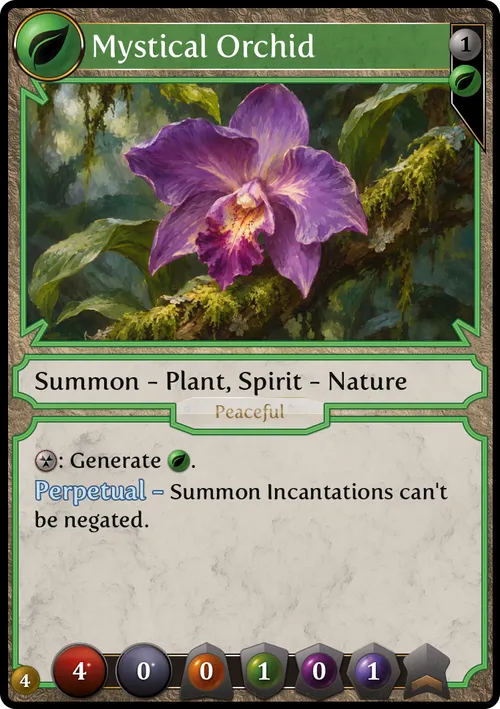 Mystical Orchid
1
Summon - Plant, Spirit - Nature
Peaceful
: Generate .
Perpetual - Summon Incantations can't
be negated.
4 4* 0* 0 1 0 1